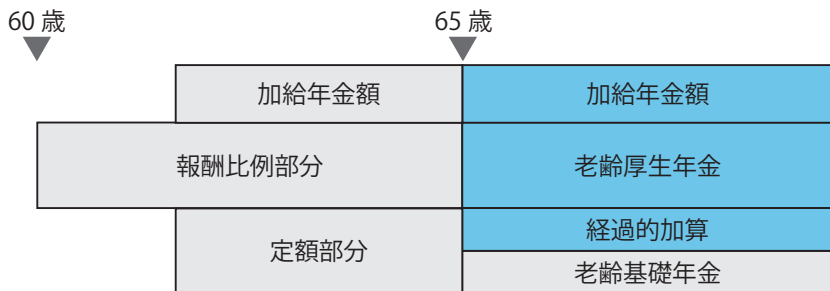 60 歳
65 歳
加給年金額
加給年金額
報酬比例部分
老齢厚生年金
定額部分
経過的加算
老齢基礎年金